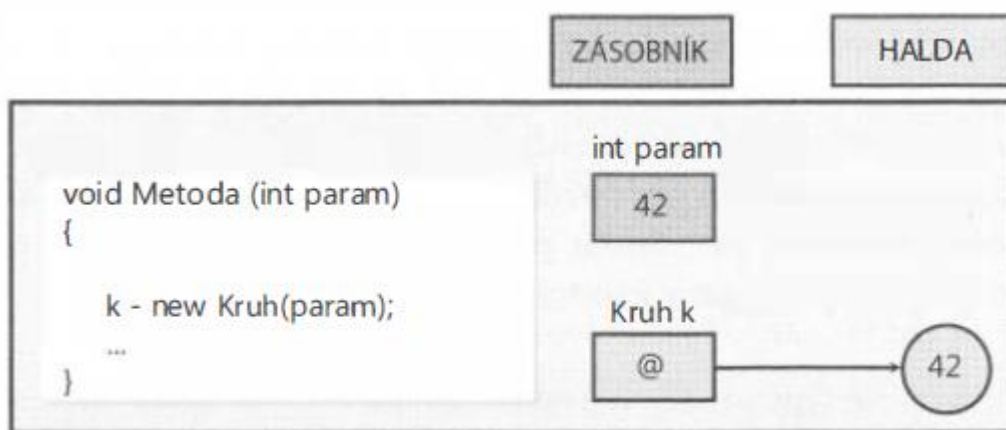 ZÁSOBNÍK
HALDA
int param
42
void Metoda (int param)
{
k - new Kruh(param);
...
}
Kruh k
@
42